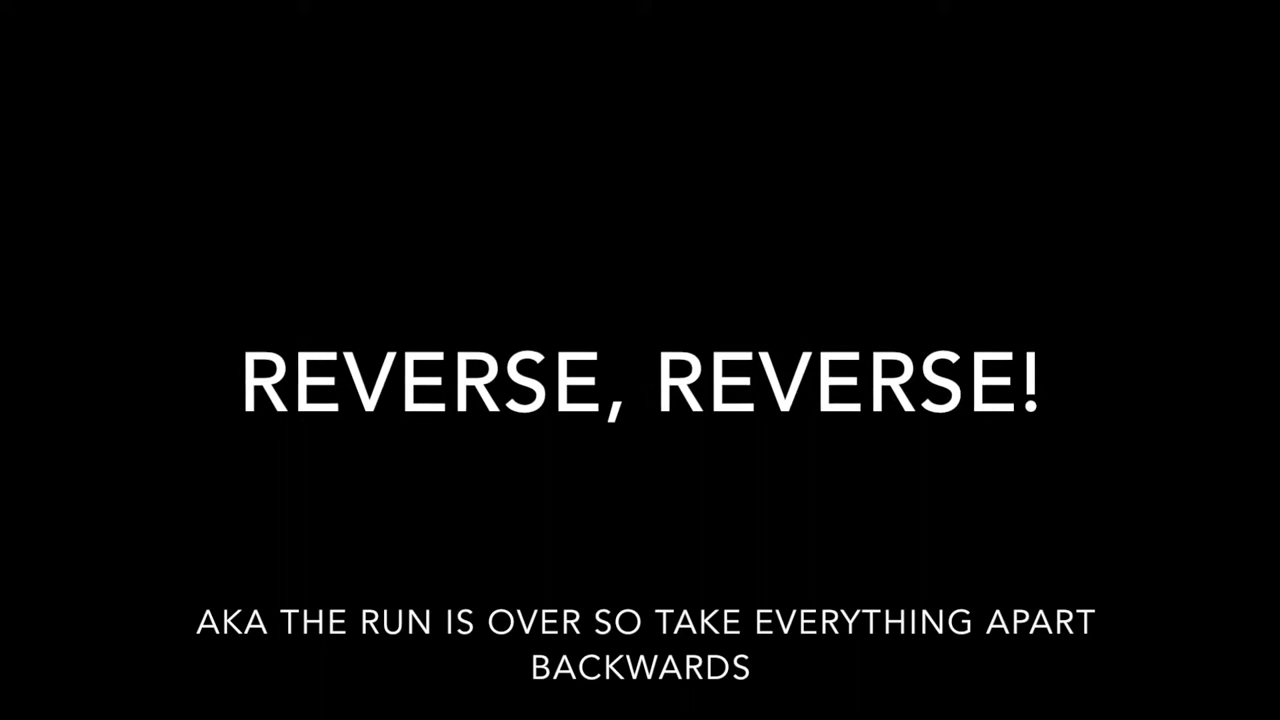 REVERSE, REVERSE!
AKA THE RUN IS OVER SO TAKE EVERYTHING APART
BACKWARDS